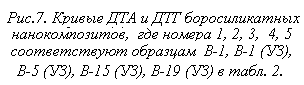 Рис.7. Кривые ДТА и ДТГ боросиликатных
нанокомпозитов, где номера 1, 2, 3, 4, 5
соответствуют образцам В-1, В-1 (УЗ),
В-5 (УЗ), В-15 (УЗ), В-19 (УЗ) в табл. 2.